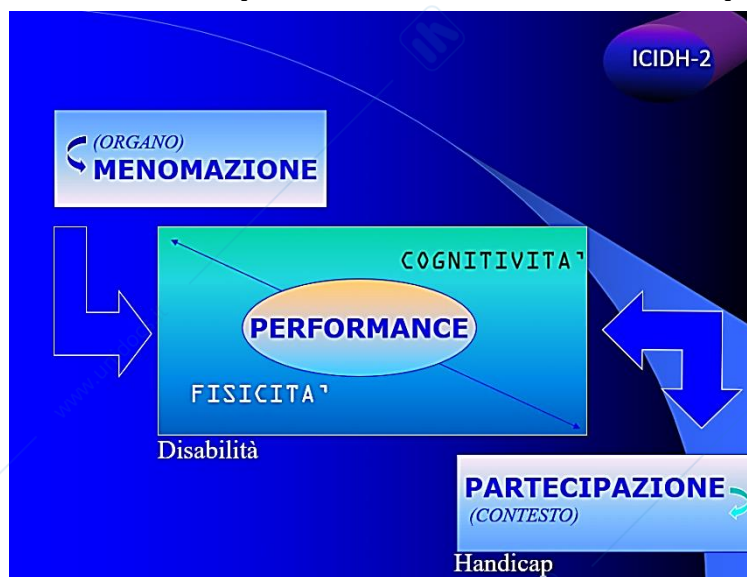 ICIDH-2
(ORGANO)
MENOMAZIONE
COGNITIVITA'
PERFORMANCE
FISICITA'
Disabilità
PARTECIPAZIONE
(CONTESTO)
Handicap